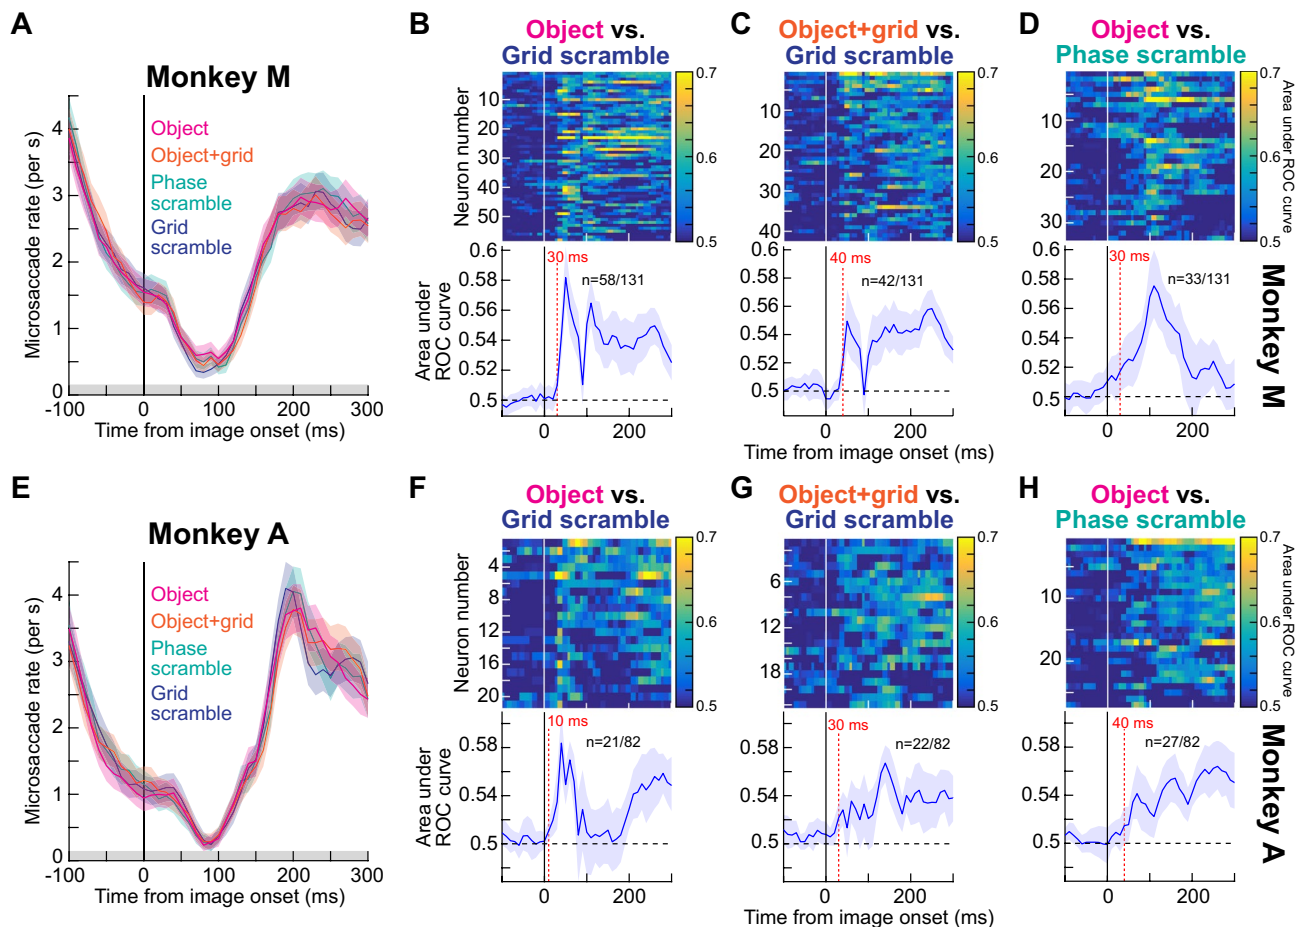 A
Monkey M
Microsaccade rate (per s)
4
3
2
1
0
Object
Object+grid
Phase
scramble
Grid
scramble
-100
0
100
200
300
Time from image onset (ms)
B
Object vs.
Grid scramble
Neuron number
10
20
30
40
50
0.7
0.6
0.5
Area under
ROC curve
0.6
0.58
0.56
0.54
0.52
0.5
30 ms
n=58/131
0
200
C
Object+grid vs.
Grid scramble
10
20
30
40
0.7
0.6
0.5
0.6
0.58
0.56
0.54
0.52
0.5
40 ms
n=42/131
0
200
Time from image onset (ms)
D
Object vs.
Phase scramble
10
20
30
0.7
0.6
0.5
Area under ROC curve
0.6
0.58
0.56
0.54
0.52
0.5
30 ms
n=33/131
0
200
Monkey M
E
Monkey A
Microsaccade rate (per s)
4
3
2
1
0
Object
Object+grid
Phase
scramble
Grid
scramble
-100
0
100
200
300
Time from image onset (ms)
F
Object vs.
Grid scramble
Neuron number
4
8
12
16
20
0.7
0.6
0.5
Area under
ROC curve
0.58
0.54
0.5
10 ms
n=21/82
0
200
G
Object+grid vs.
Grid scramble
6
12
18
0.7
0.6
0.5
0.58
0.54
0.5
30 ms
n=22/82
0
200
Time from image onset (ms)
H
Object vs.
Phase scramble
10
20
0.7
0.6
0.5
Area under ROC curve
0.58
0.54
0.5
40 ms
n=27/82
0
200
Monkey A